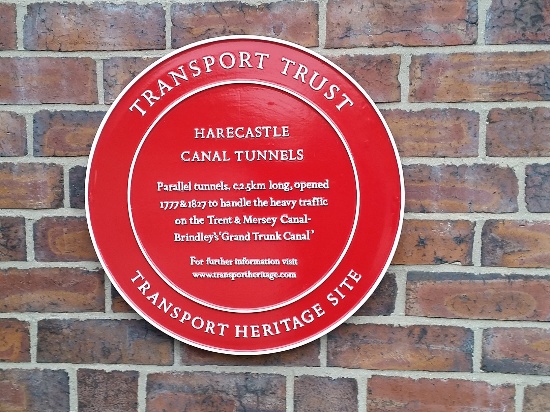 TRANSPORT TRUST
HARECASTLE
CANAL TUNNELS
Parallel tunnels, c.2.5km long, opened
1777 & 1827 to handle the heavy traffic
on the Trent & Mersey Canal-
Brindley's 'Grand Trunk Canal'
For further information visit
www.transportheritage.com
TRANSPORT HERITAGE SITE